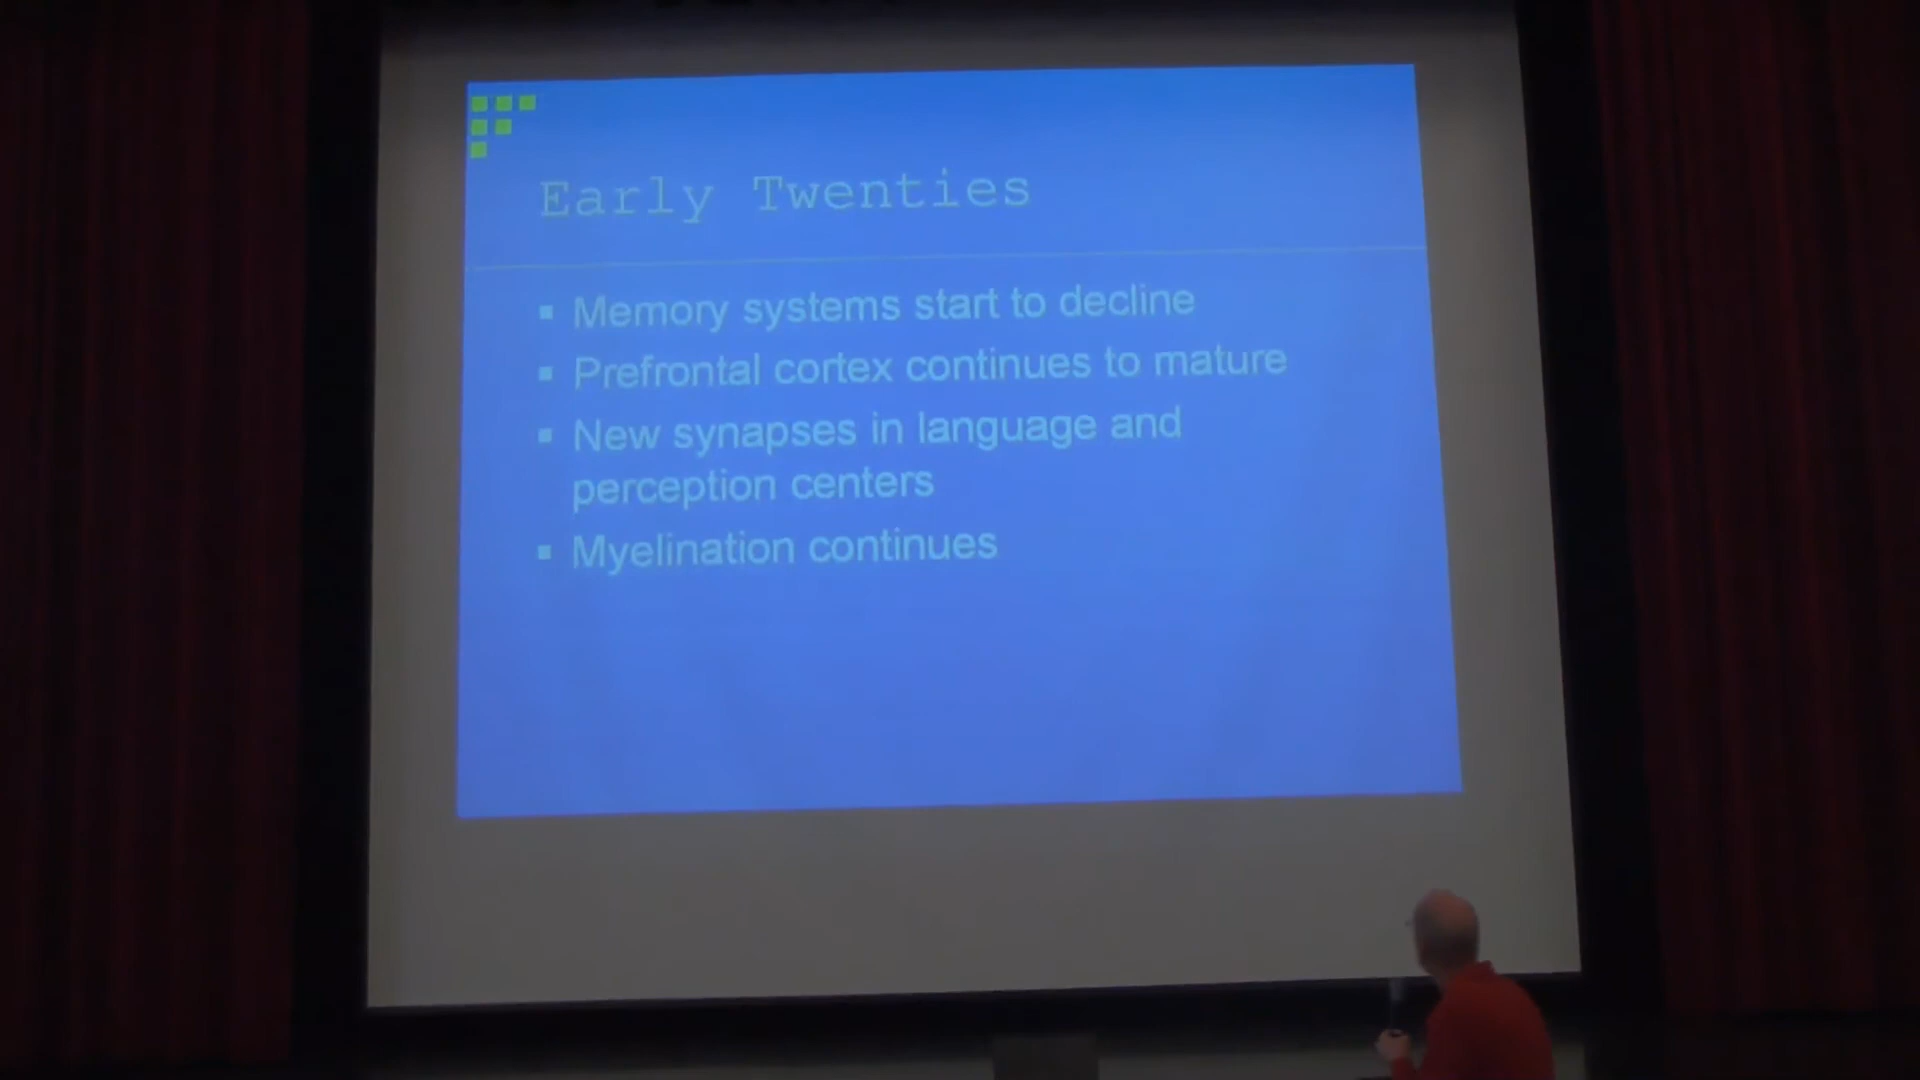 Early Twenties
Memory systems start to decline
Prefrontal cortex continues to mature
New synapses in language and
perception centers
Myelination continues